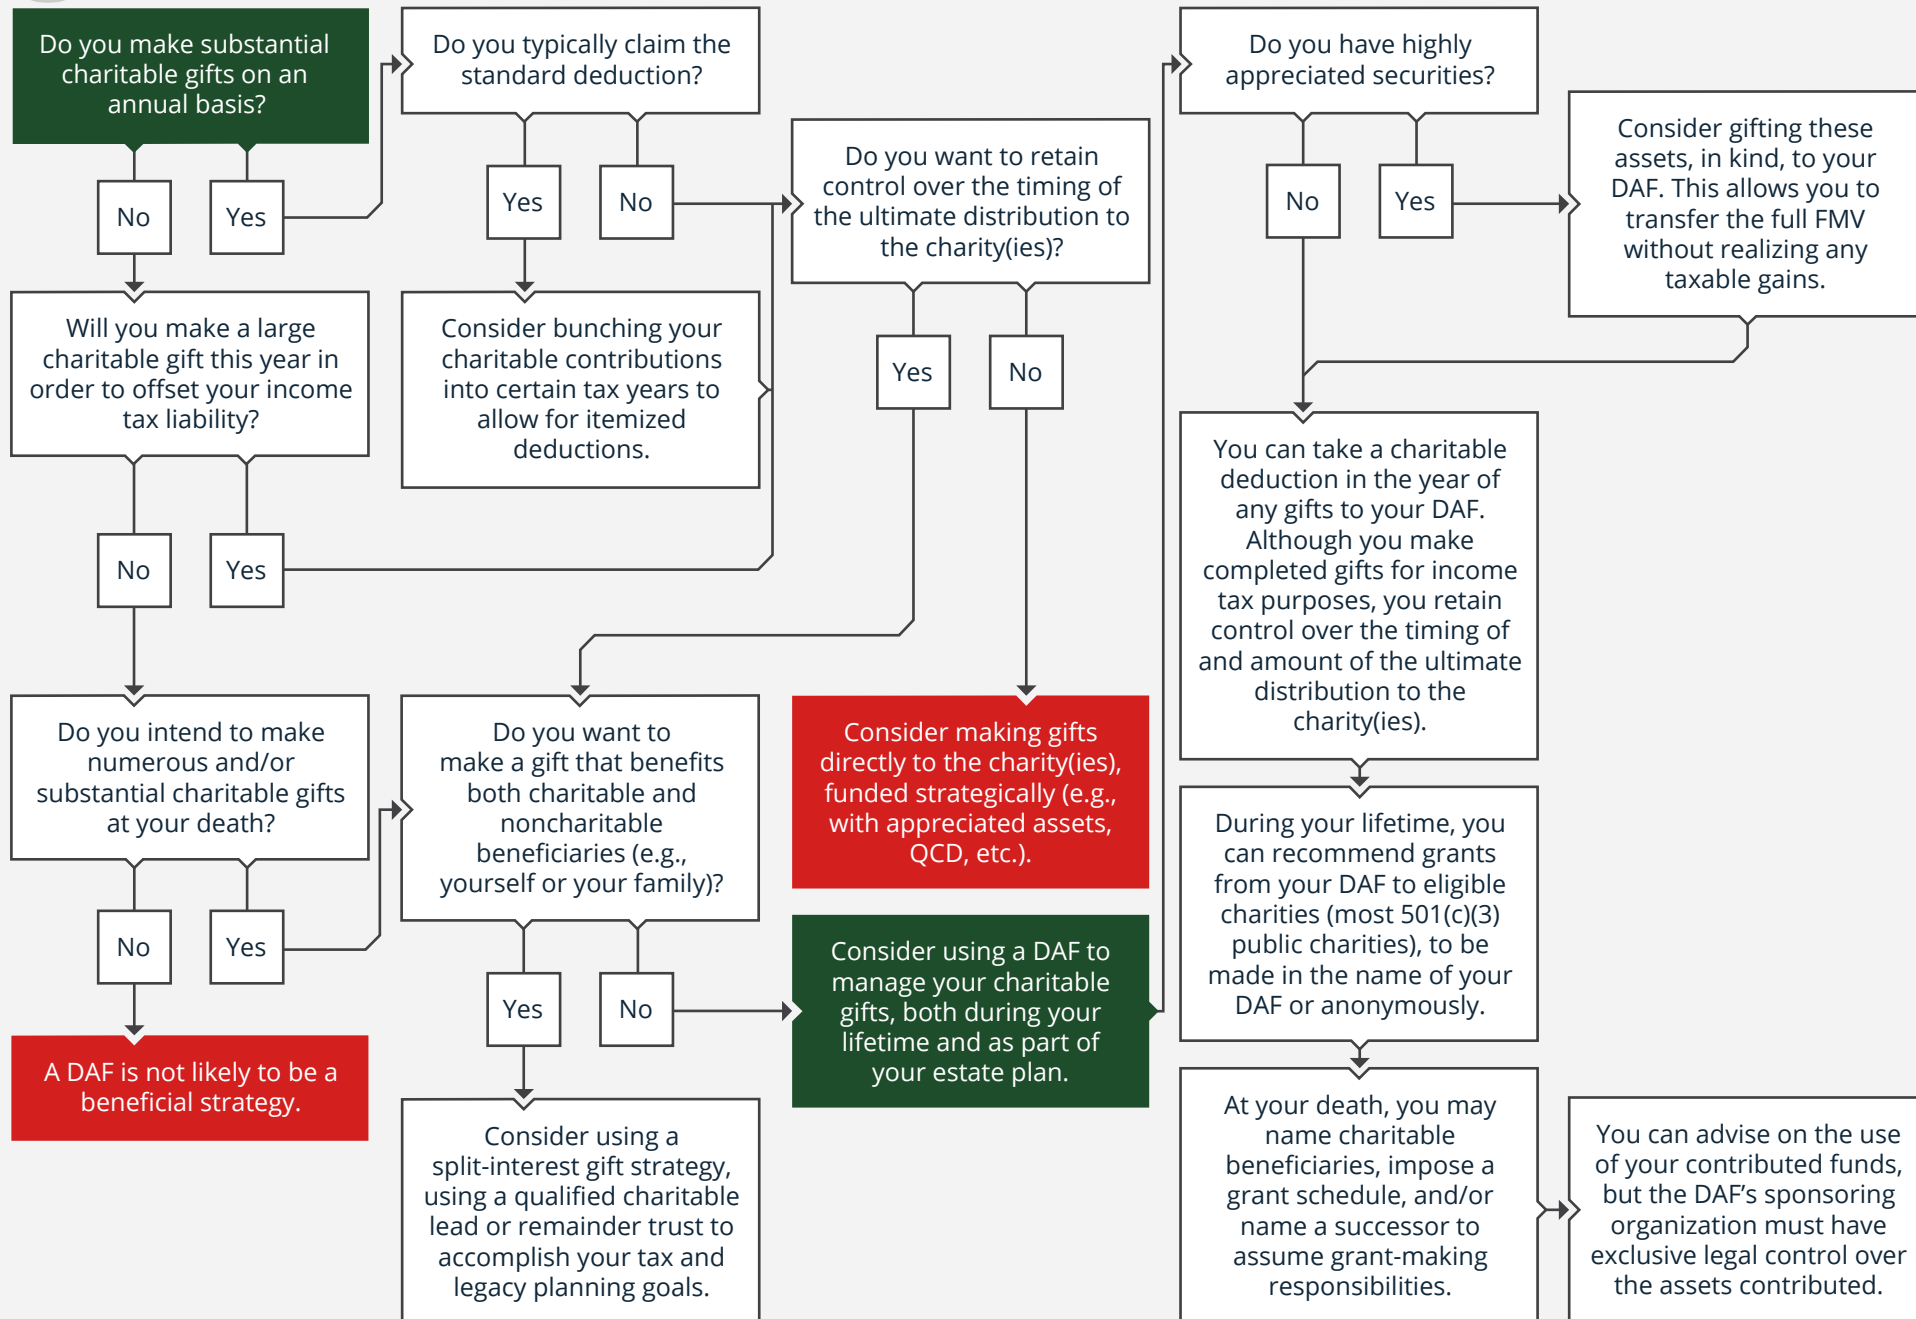 Do you make substantial
charitable gifts on an
annual basis?
No
Yes
Will you make a large
charitable gift this year in
order to offset your income
tax liability?
No
Yes
Do you intend to make
numerous and/or
substantial charitable gifts
at your death?
No
Yes
A DAF is not likely to be a
beneficial strategy.
Do you typically claim the
standard deduction?
Yes
No
Consider bunching your
charitable contributions
into certain tax years to
allow for itemized
deductions.
Do you want to retain
control over the timing of
the ultimate distribution to
the charity(ies)?
Yes
No
Do you want to
make a gift that benefits
both charitable and
noncharitable
beneficiaries (e.g.,
yourself or your family)?
Yes
No
Consider using a
split-interest gift strategy,
using a qualified charitable
lead or remainder trust to
accomplish your tax and
legacy planning goals.
Consider making gifts
directly to the charity(ies),
funded strategically (e.g.,
with appreciated assets,
QCD, etc.).
Consider using a DAF to
manage your charitable
gifts, both during your
lifetime and as part of
your estate plan.
Do you have highly
appreciated securities?
No
Yes
Consider gifting these
assets, in kind, to your
DAF. This allows you to
transfer the full FMV
without realizing any
taxable gains.
You can take a charitable
deduction in the year of
any gifts to your DAF.
Although you make
completed gifts for income
tax purposes, you retain
control over the timing of
and amount of the ultimate
distribution to the
charity(ies).
During your lifetime, you
can recommend grants
from your DAF to eligible
charities (most 501(c)(3)
public charities), to be
made in the name of your
DAF or anonymously.
At your death, you may
name charitable
beneficiaries, impose a
grant schedule, and/or
name a successor to
assume grant-making
responsibilities.
You can advise on the use
of your contributed funds,
but the DAF’s sponsoring
organization must have
exclusive legal control over
the assets contributed.